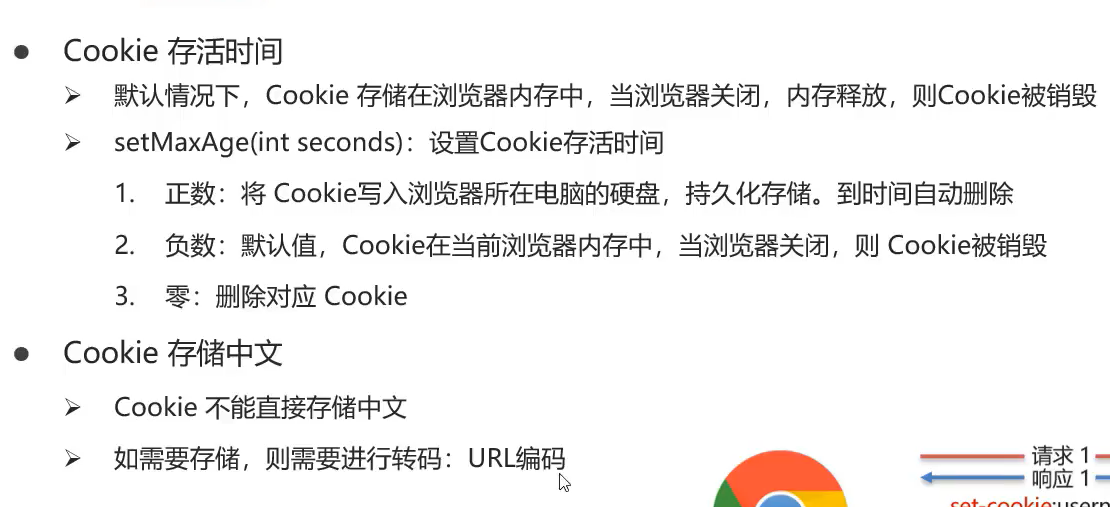 ● Cookie 存活时间
➢ 默认情况下，Cookie 存储在浏览器内存中，当浏览器关闭，内存释放，则Cookie被销毁
➢ setMaxAge(int seconds)：设置Cookie存活时间
1. 正数：将 Cookie写入浏览器所在电脑的硬盘，持久化存储。到时间自动删除
2. 负数：默认值，Cookie在当前浏览器内存中，当浏览器关闭，则 Cookie被销毁
3. 零：删除对应 Cookie
● Cookie 存储中文
➢ Cookie 不能直接存储中文
➢ 如需要存储，则需要进行转码：URL编码
请求 1
响应 1
set-cookie:usern